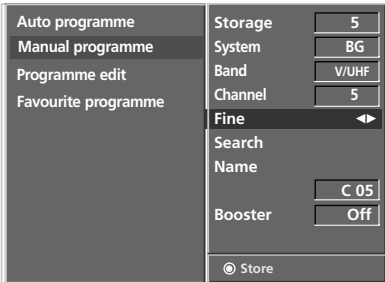 Auto programme
Manual programme
Programme edit
Favourite programme
Storage 5
System BG
Band V/UHF
Channel 5
Fine ◀▶
Search
Name
C 05
Booster Off
Store